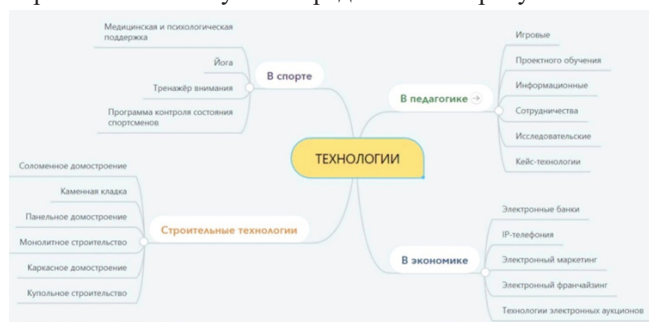 Медицинская и психологическая
поддержка
Йога
Тренажёр внимания
Программа контроля состояния
спортсменов
В спорте
Игровые
Проектного обучения
Информационные
Сотрудничества
Исследовательские
Кейс-технологии
В педагогике
ТЕХНОЛОГИИ
Соломенное домостроение
Каменная кладка
Панельное домостроение
Монолитное строительство
Каркасное домостроение
Купольное строительство
Строительные технологии
Электронные банки
IP-телефония
Электронный маркетинг
Электронный франчайзинг
Технологии электронных аукционов
В экономике